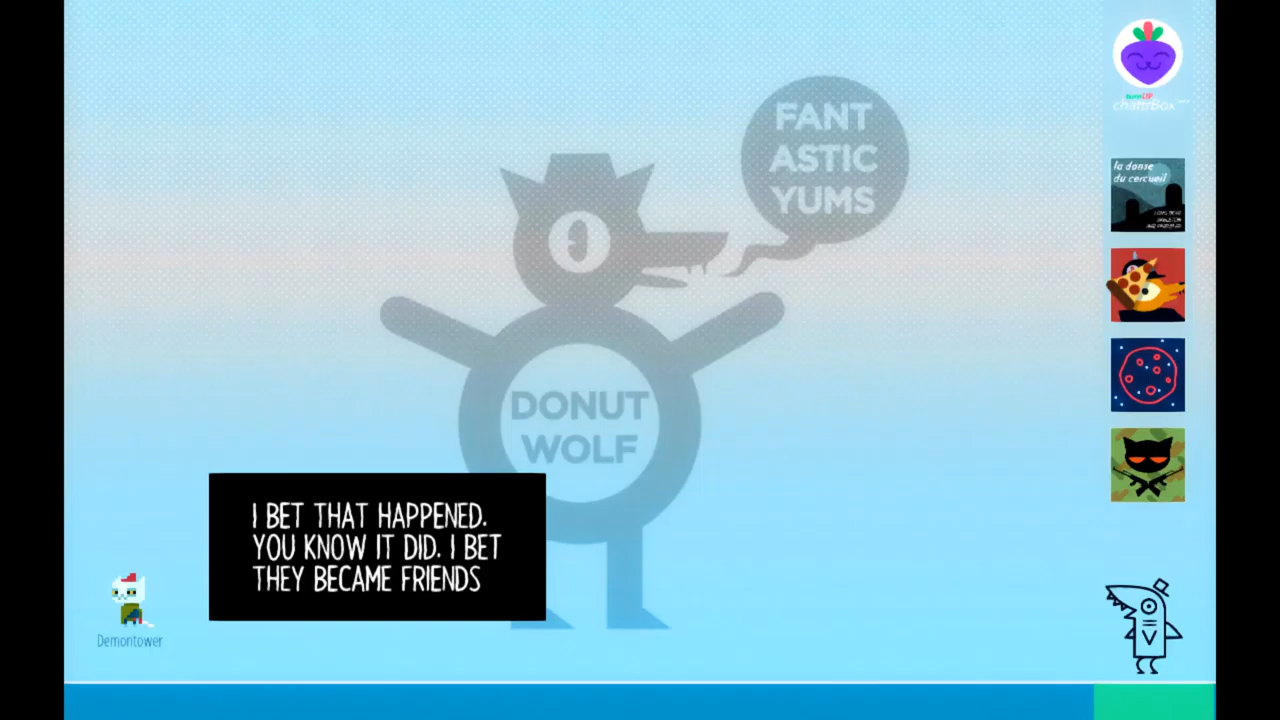 FANT
ASTIC
YUMS
chattrBox
la danse
du cercueil
DONUT
WOLF
I BET THAT HAPPENED.
YOU KNOW IT DID. I BET
THEY BECAME FRIENDS
Demontower